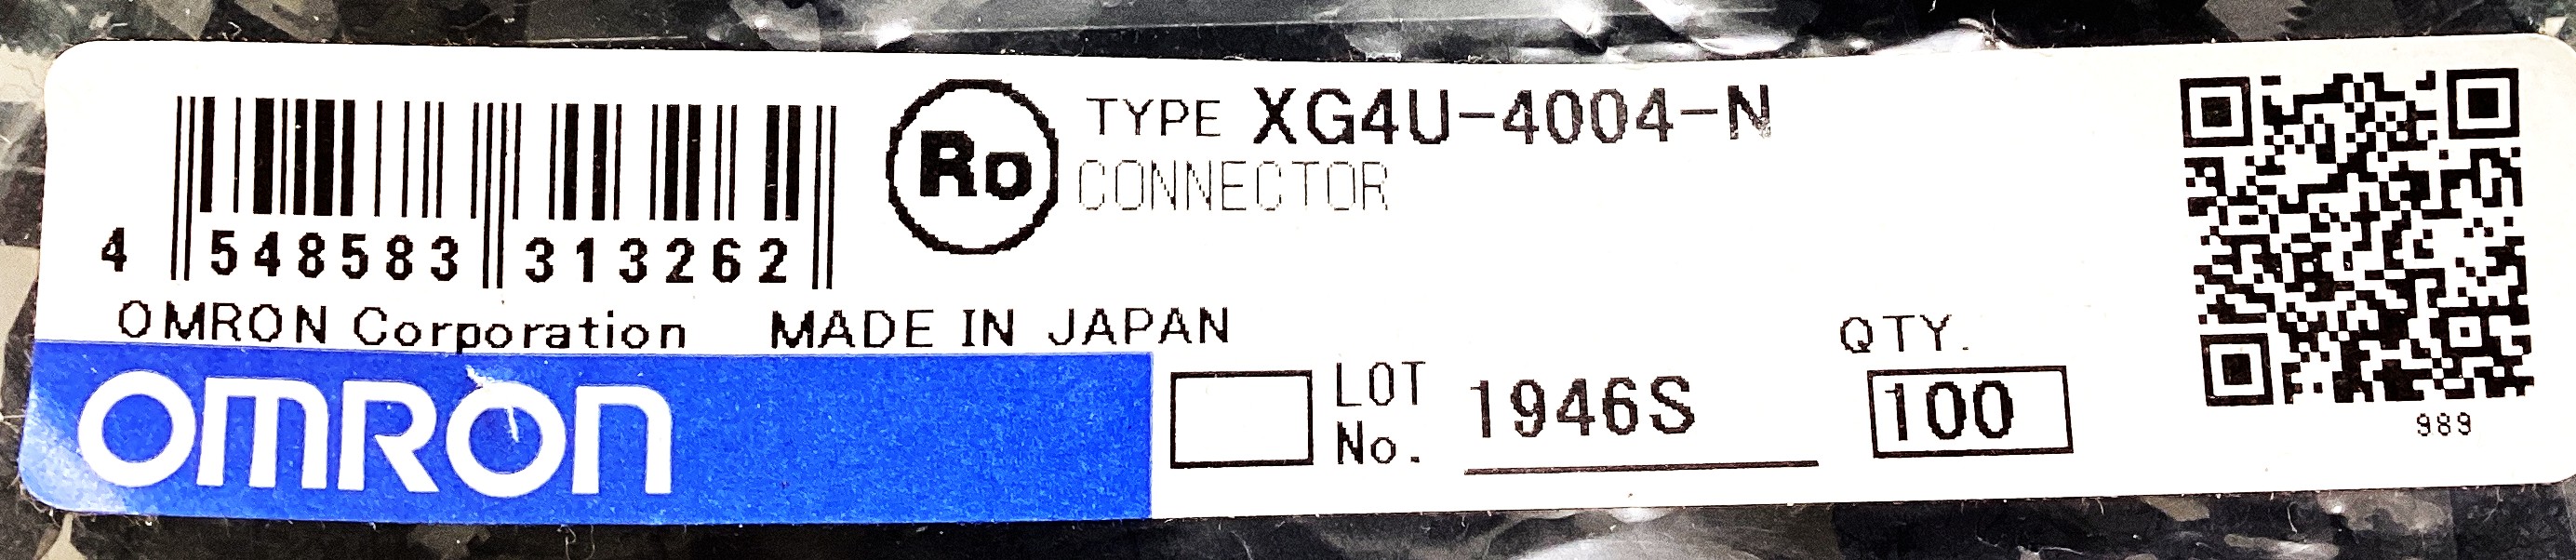 4 548583 313262
Ro
TYPE XG4U-4004-N
CONNECTOR
OMRON Corporation MADE IN JAPAN
OMRON
LOT No. 1946S
QTY.
100
989